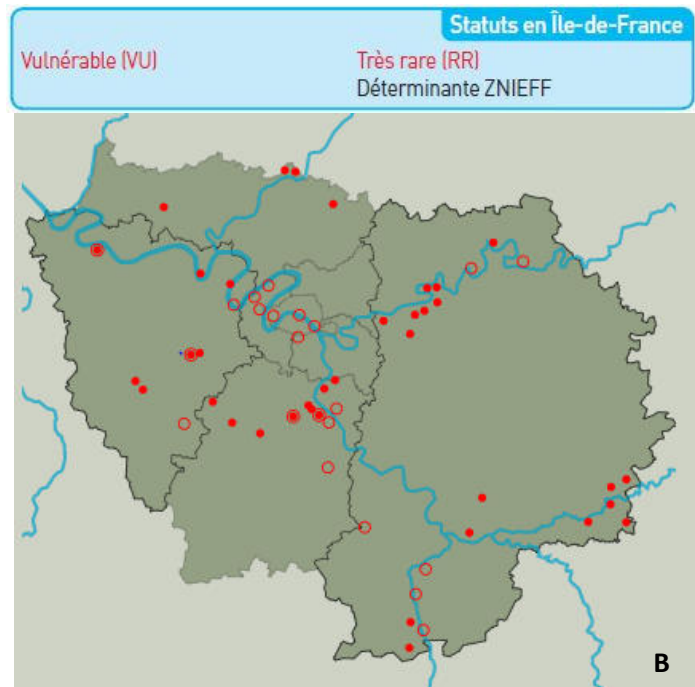 Statuts en Île-de-France
Vulnérable (VU)
Très rare (RR)
Déterminante ZNIEFF
B